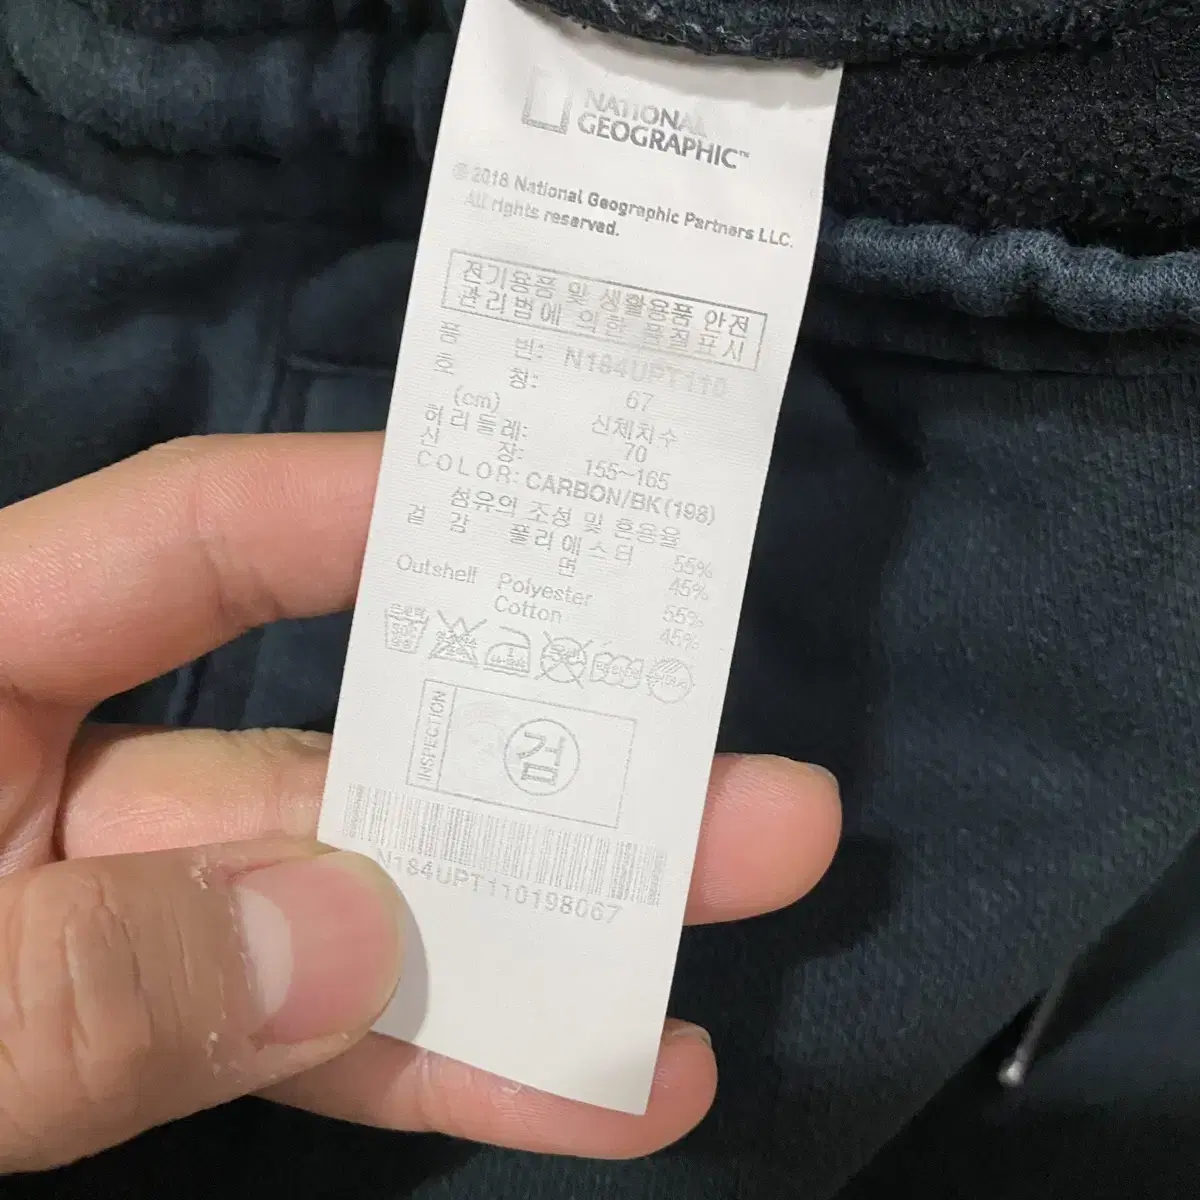 NATIONAL
GEOGRAPHIC™
© 2018 National Geographic Partners LLC.
All rights reserved.
전기용품 및 생활용품 안전
관리법에 의한 품질표시
품 번: N184UPT110
호 칭: 67
(cm) 신체치수
허리둘레: 70
신 장: 155~165
COLOR: CARBON/BK(198)
섬유의 조성 및 혼용율
겉 감 폴리에스터 55%
면 45%
Outshell Polyester 55%
Cotton 45%
INSPECTION
검
N184UPT110198067